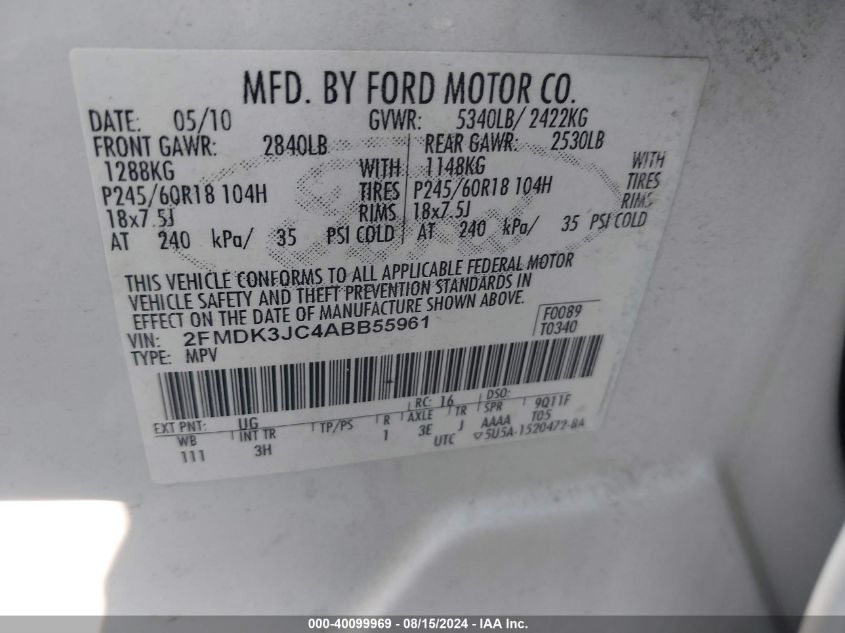 MFD. BY FORD MOTOR CO.
DATE: 05/10 GVWR: 5340LB/ 2422KG
FRONT GAWR: 2840LB REAR GAWR: 2530LB
1288KG WITH 1148KG WITH
P245/60R18 104H TIRES P245/60R18 104H TIRES
18x7.5J RIMS 18x7.5J RIMS
AT 240 kPa/ 35 PSI COLD AT 240 kPa/ 35 PSI COLD
THIS VEHICLE CONFORMS TO ALL APPLICABLE FEDERAL MOTOR
VEHICLE SAFETY AND THEFT PREVENTION STANDARDS IN
EFFECT ON THE DATE OF MANUFACTURE SHOWN ABOVE.
VIN: 2FMDK3JC4ABB55961 F0089
TYPE: MPV T0340
EXT PNT: UG RC: 16 DSO:
WB INT TR TP/PS R AXLE TR SPR 9Q11F
111 3H 1 3E J AAAA T05
UTC 5U5A-1520472-BA
000-40099969 - 08/15/2024 - IAA Inc.